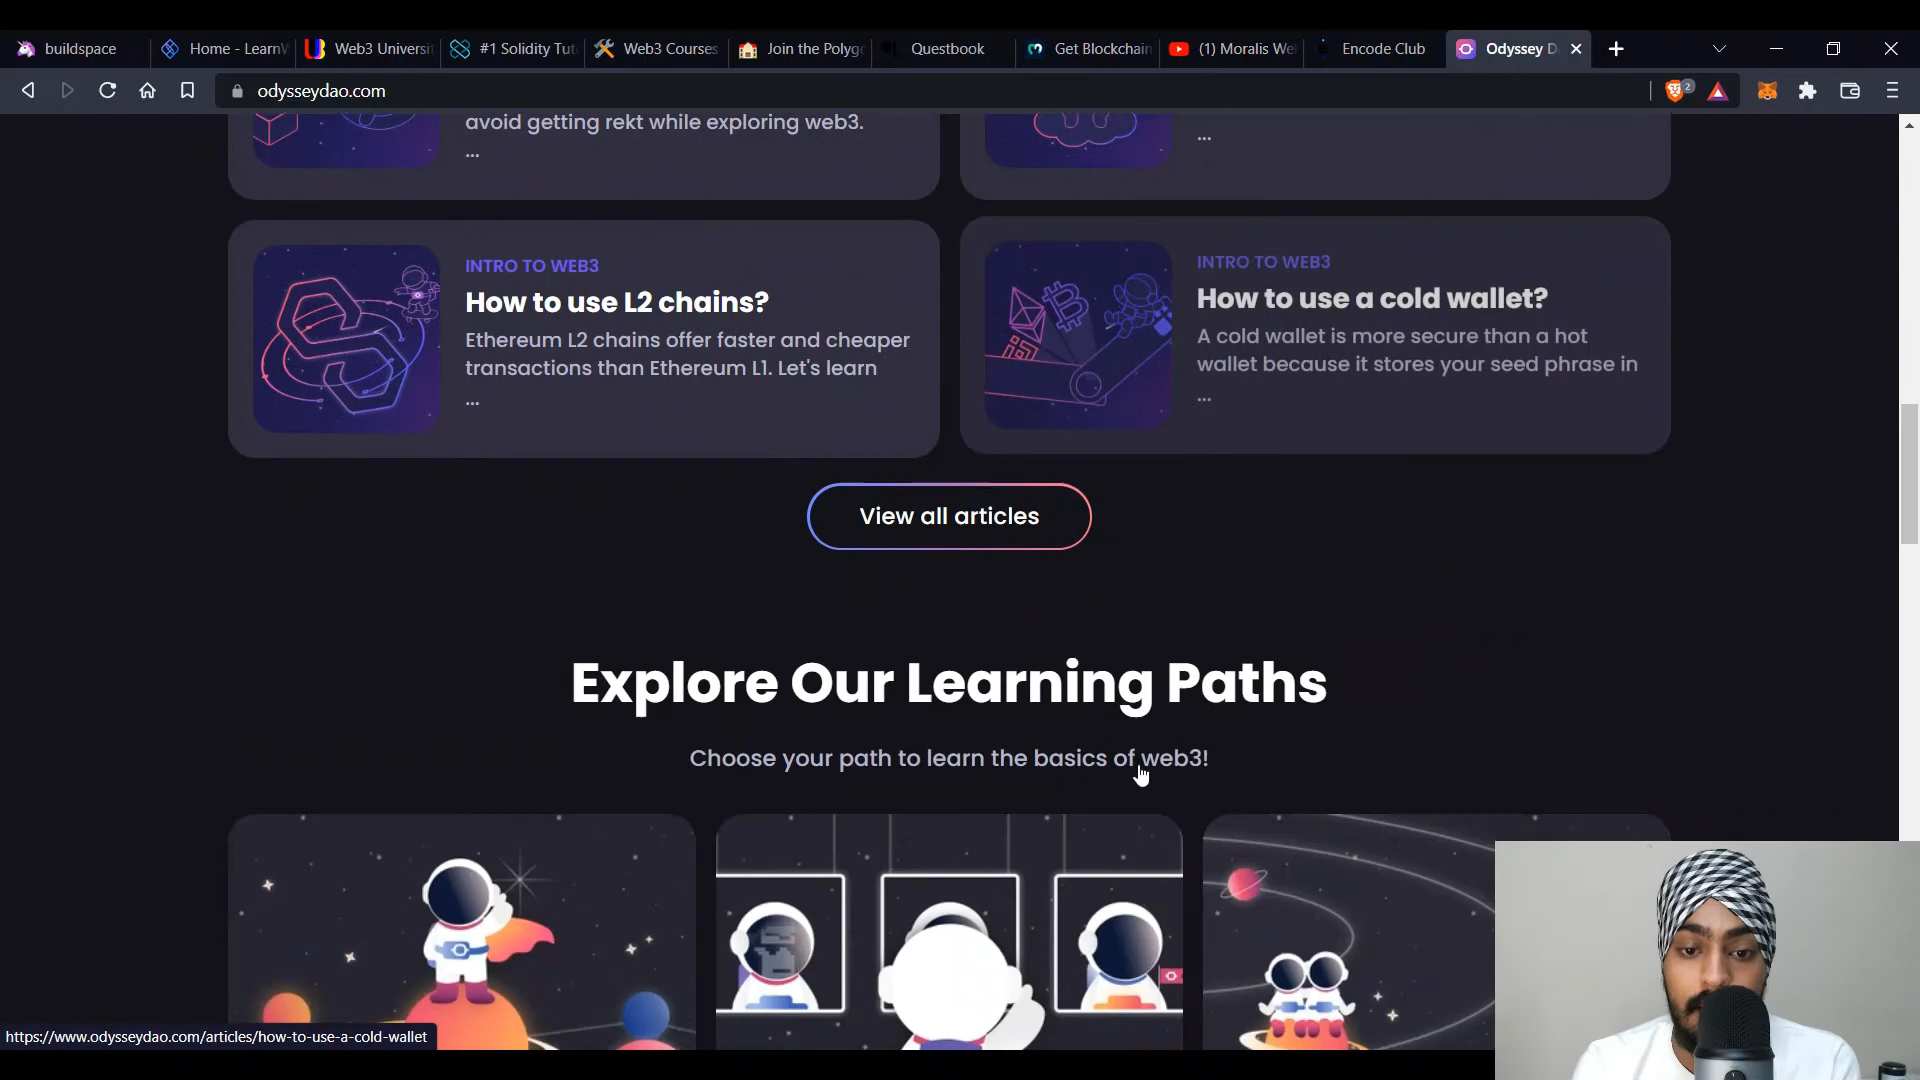 buildspace
Home - LearnW
Web3 Universi
#1 Solidity Tut
Web3 Courses
Join the Polyg
Questbook
Get Blockchain
(1) Moralis We
Encode Club
Odyssey D
odysseydao.com
2
avoid getting rekt while exploring web3.
...
...
INTRO TO WEB3
How to use L2 chains?
Ethereum L2 chains offer faster and cheaper
transactions than Ethereum L1. Let's learn
...
INTRO TO WEB3
How to use a cold wallet?
A cold wallet is more secure than a hot
wallet because it stores your seed phrase in
...
View all articles
Explore Our Learning Paths
Choose your path to learn the basics of web3!
https://www.odysseydao.com/articles/how-to-use-a-cold-wallet